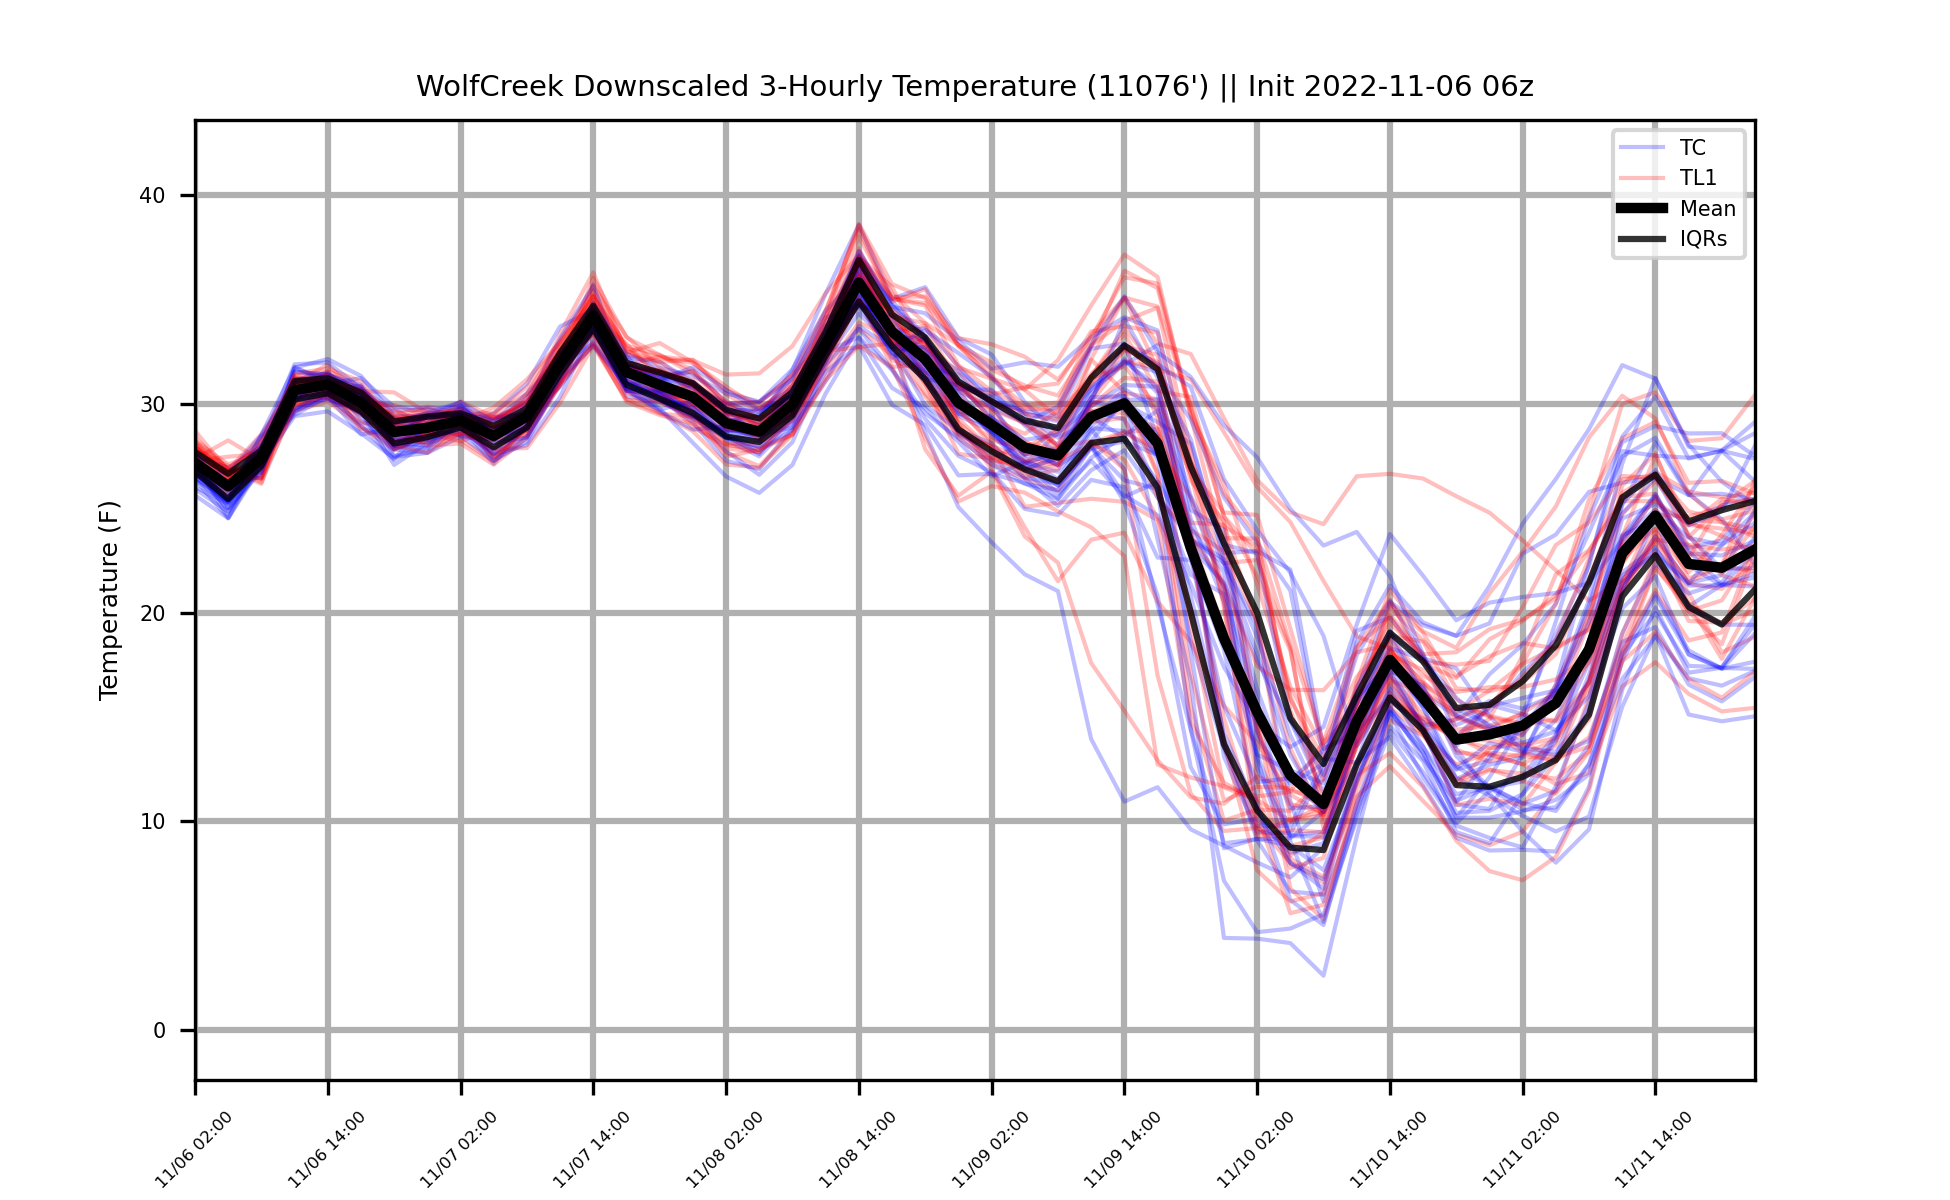 WolfCreek Downscaled 3-Hourly Temperature (11076') || Init 2022-11-06 06z
TC
TL1
Mean
IQRs
Temperature (F)
40
30
20
10
0
11/06 02:00
11/06 14:00
11/07 02:00
11/07 14:00
11/08 02:00
11/08 14:00
11/09 02:00
11/09 14:00
11/10 02:00
11/10 14:00
11/11 02:00
11/11 14:00